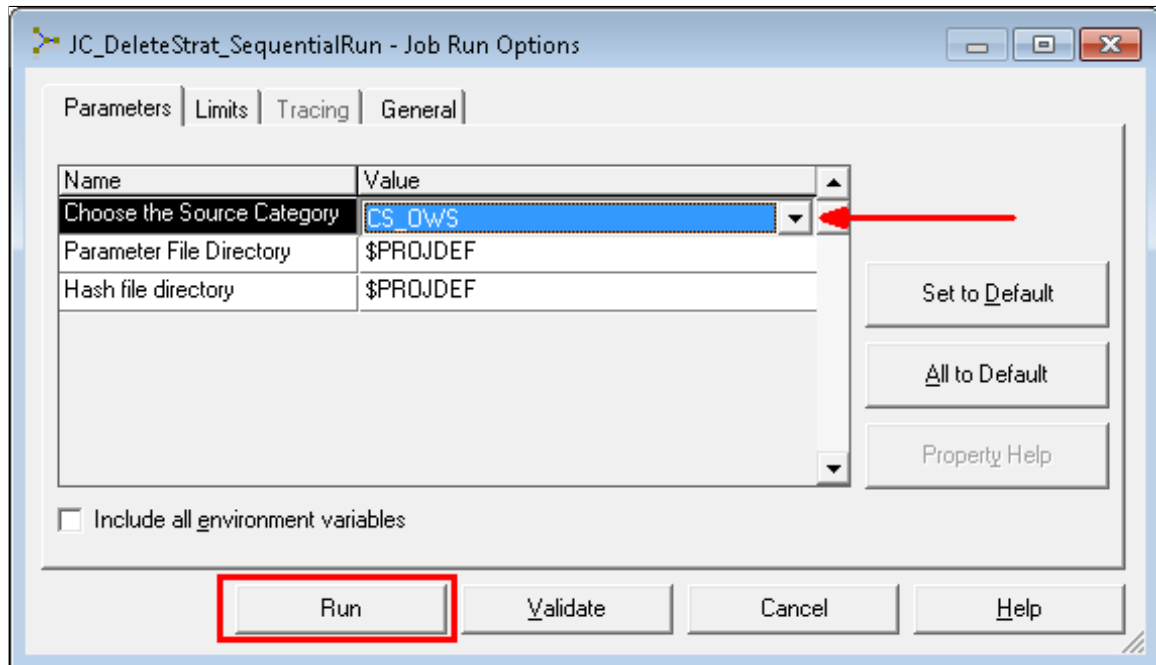 JC_DeleteStrat_SequentialRun - Job Run Options
Parameters Limits Tracing General
Name Value
Choose the Source Category CS_OWS
Parameter File Directory $PROJDEF
Hash file directory $PROJDEF
Set to Default
All to Default
Property Help
Include all environment variables
Run Validate Cancel Help